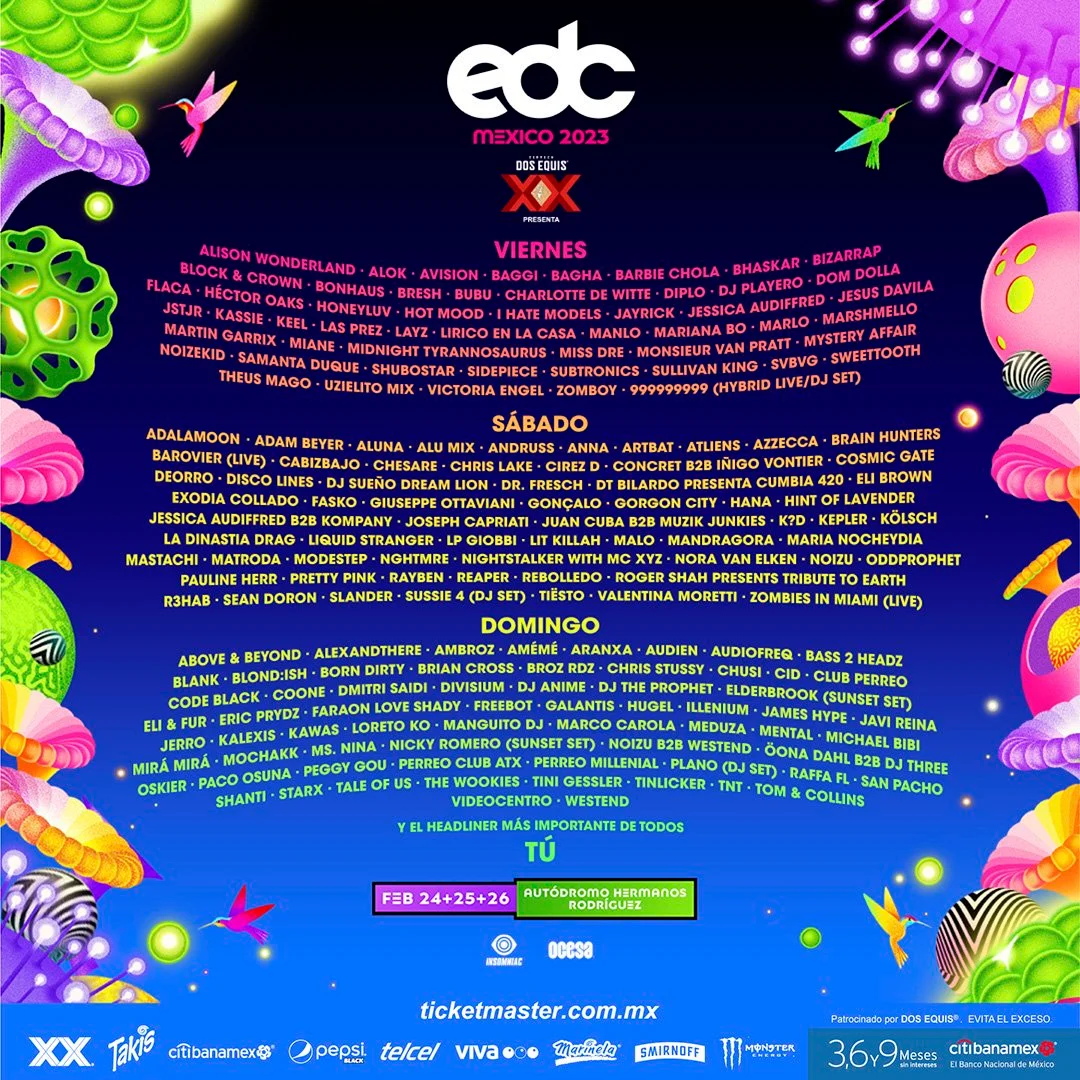 edc
MEXICO 2023
CERVECZA
DOS EQUIS
XX
PRESENTA
VIERNES
ALISON WONDERLAND · ALOK · AVISION · BAGGI · BAGHA · BARBIE CHOLA · BHASKAR · BIZARRAP
BLOCK & CROWN · BONHAUS · BRESH · BUBU · CHARLOTTE DE WITTE · DIPLO · DJ PLAYERO · DOM DOLLA
FLACA · HÉCTOR OAKS · HONEYLUV · HOT MOOD · I HATE MODELS · JAYRICK · JESSICA AUDIFFRED · JESUS DAVILA
JSTJR · KASSIE · KEEL · LAS PREZ · LAYZ · LIRICO EN LA CASA · MANLO · MARIANA BO · MARLO · MARSHMELLO
MARTIN GARRIX · MIANE · MIDNIGHT TYRANNOSAURUS · MISS DRE · MONSIEUR VAN PRATT · MYSTERY AFFAIR
NOIZEKID · SAMANTA DUQUE · SHUBOSTAR · SIDEPIECE · SUBTRONICS · SULLIVAN KING · SVBVG · SWEETTOOTH
THEUS MAGO · UZIELITO MIX · VICTORIA ENGEL · ZOMBOY · 999999999 (HYBRID LIVE/DJ SET)
SÁBADO
ADALAMOON · ADAM BEYER · ALUNA · ALU MIX · ANDRUSS · ANNA · ARTBAT · ATLIENS · AZZECCA · BRAIN HUNTERS
BAROVIER (LIVE) · CABIZBAJO · CHESARE · CHRIS LAKE · CIREZ D · CONCRET B2B IÑIGO VONTIER · COSMIC GATE
DEORRO · DISCO LINES · DJ SUEÑO DREAM LION · DR. FRESCH · DT BILARDO PRESENTA CUMBIA 420 · ELI BROWN
EXODIA COLLADO · FASKO · GIUSEPPE OTTAVIANI · GONÇALO · GORGON CITY · HANA · HINT OF LAVENDER
JESSICA AUDIFFRED B2B KOMPANY · JOSEPH CAPRIATI · JUAN CUBA B2B MUZIK JUNKIES · K?D · KEPLER · KÖLSCH
LA DINASTIA DRAG · LIQUID STRANGER · LP GIOBBI · LIT KILLAH · MALO · MANDRAGORA · MARIA NOCHEYDIA
MASTACHI · MATRODA · MODESTEP · NGHTMRE · NIGHTSTALKER WITH MC XYZ · NORA VAN ELKEN · NOIZU · ODDPROPHET
PAULINE HERR · PRETTY PINK · RAYBEN · REAPER · REBOLLEDO · ROGER SHAH PRESENTS TRIBUTE TO EARTH
R3HAB · SEAN DORON · SLANDER · SUSSIE 4 (DJ SET) · TIËSTO · VALENTINA MORETTI · ZOMBIES IN MIAMI (LIVE)
DOMINGO
ABOVE & BEYOND · ALEXANDTHERE · AMBROZ · AMÉMÉ · ARANXA · AUDIEN · AUDIOFREQ · BASS 2 HEADZ
BLANK · BLOND:ISH · BORN DIRTY · BRIAN CROSS · BROZ RDZ · CHRIS STUSSY · CHUSI · CID · CLUB PERREO
CODE BLACK · COONE · DMITRI SAIDI · DIVISIUM · DJ ANIME · DJ THE PROPHET · ELDERBROOK (SUNSET SET)
ELI & FUR · ERIC PRYDZ · FARAON LOVE SHADY · FREEBOT · GALANTIS · HUGEL · ILLENIUM · JAMES HYPE · JAVI REINA
JERRO · KALEXIS · KAWAS · LORETO KO · MANGUITO DJ · MARCO CAROLA · MEDUZA · MENTAL · MICHAEL BIBI
MIRÁ MIRÁ · MOCHAKK · MS. NINA · NICKY ROMERO (SUNSET SET) · NOIZU B2B WESTEND · ÖONA DAHL B2B DJ THREE
OSKIER · PACO OSUNA · PEGGY GOU · PERREO CLUB ATX · PERREO MILLENIAL · PLANO (DJ SET) · RAFFA FL · SAN PACHO
SHANTI · STARX · TALE OF US · THE WOOKIES · TINI GESSLER · TINLICKER · TNT · TOM & COLLINS
VIDEOCENTRO · WESTEND
Y EL HEADLINER MÁS IMPORTANTE DE TODOS
TÚ
FEB 24+25+26
AUTÓDROMO HERMANOS
RODRÍGUEZ
INSOMNIAC
ocesa
ticketmaster.com.mx
Patrocinado por DOS EQUIS®. EVITA EL EXCESO.
XX. Takis citibanamex pepsi BLACK telcel VIVA Marinela SMIRNOFF MONSTER ENERGY
3,6 y 9 Meses sin intereses
citibanamex
El Banco Nacional de México